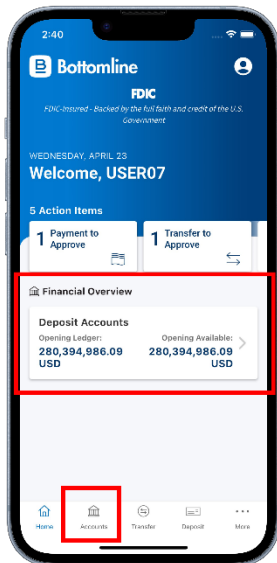 2:40
B Bottomline
FDIC
FDIC-Insured - Backed by the full faith and credit of the U.S.
Government
WEDNESDAY, APRIL 23
Welcome, USER07
5 Action Items
1 Payment to
Approve
1 Transfer to
Approve
Financial Overview
Deposit Accounts
Opening Ledger: Opening Available:
280,394,986.09 280,394,986.09
USD USD
Home Accounts Transfer Deposit More